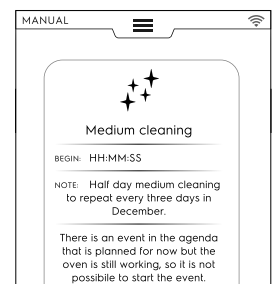 MANUAL
Medium cleaning
BEGIN: HH:MM:SS
NOTE: Half day medium cleaning
to repeat every three days in
December.
There is an event in the agenda
that is planned for now but the
oven is still working, so it is not
possibile to start the event.